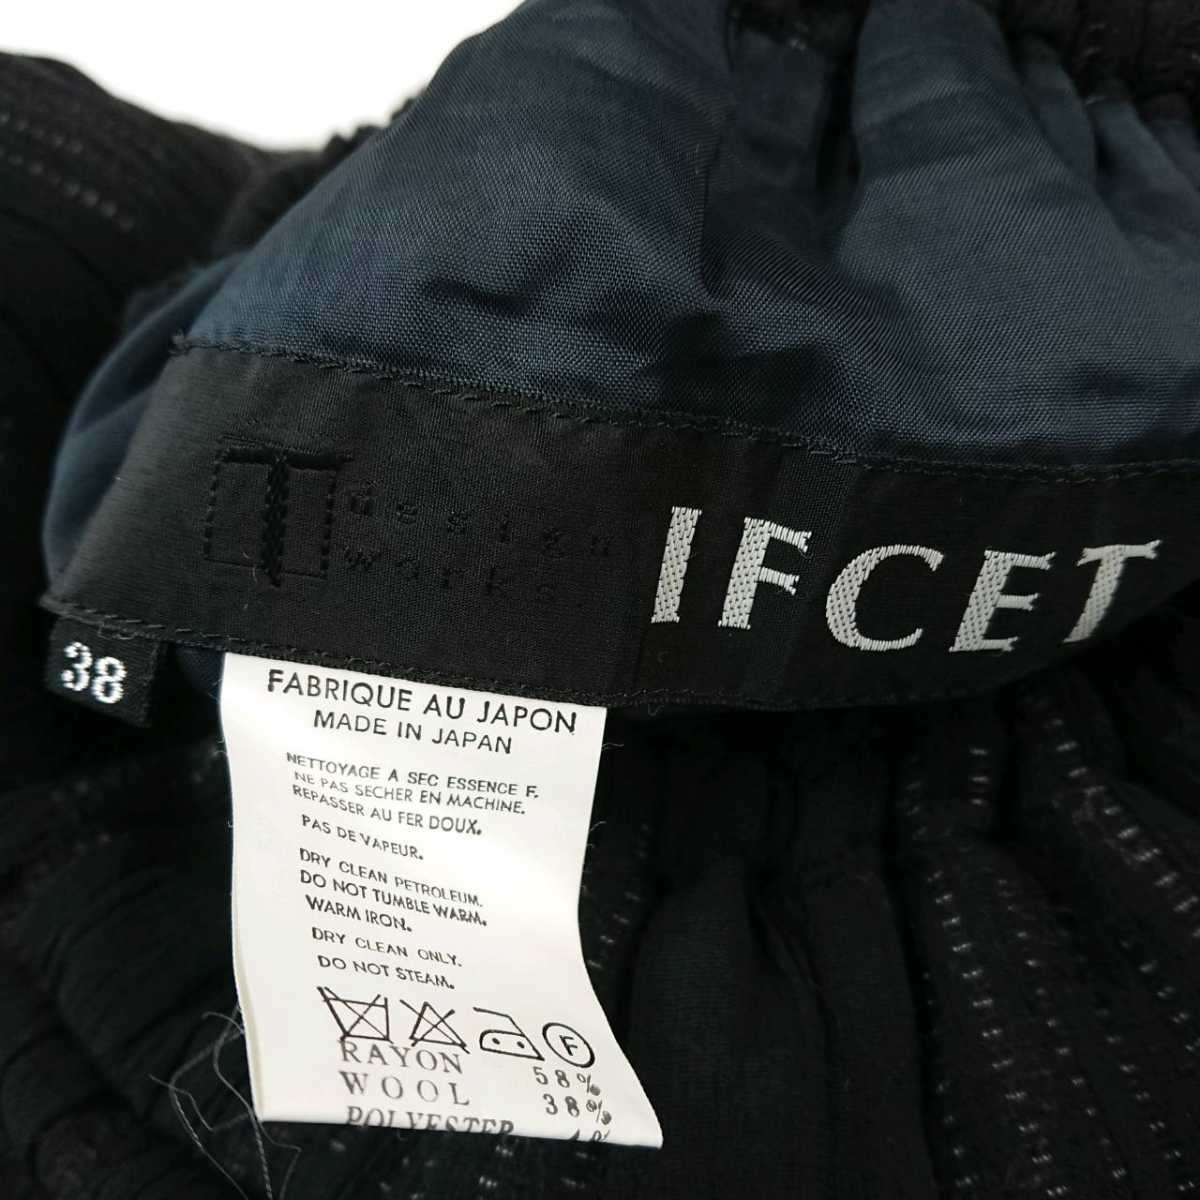 T design
works.
IFCET
38
FABRIQUE AU JAPON
MADE IN JAPAN
NETTOYAGE A SEC ESSENCE F.
NE PAS SECHER EN MACHINE.
REPASSER AU FER DOUX.
PAS DE VAPEUR.
DRY CLEAN PETROLEUM.
DO NOT TUMBLE WARM.
WARM IRON.
DRY CLEAN ONLY.
DO NOT STEAM.
F
RAYON 58%
WOOL 38%
POLYESTER 4%